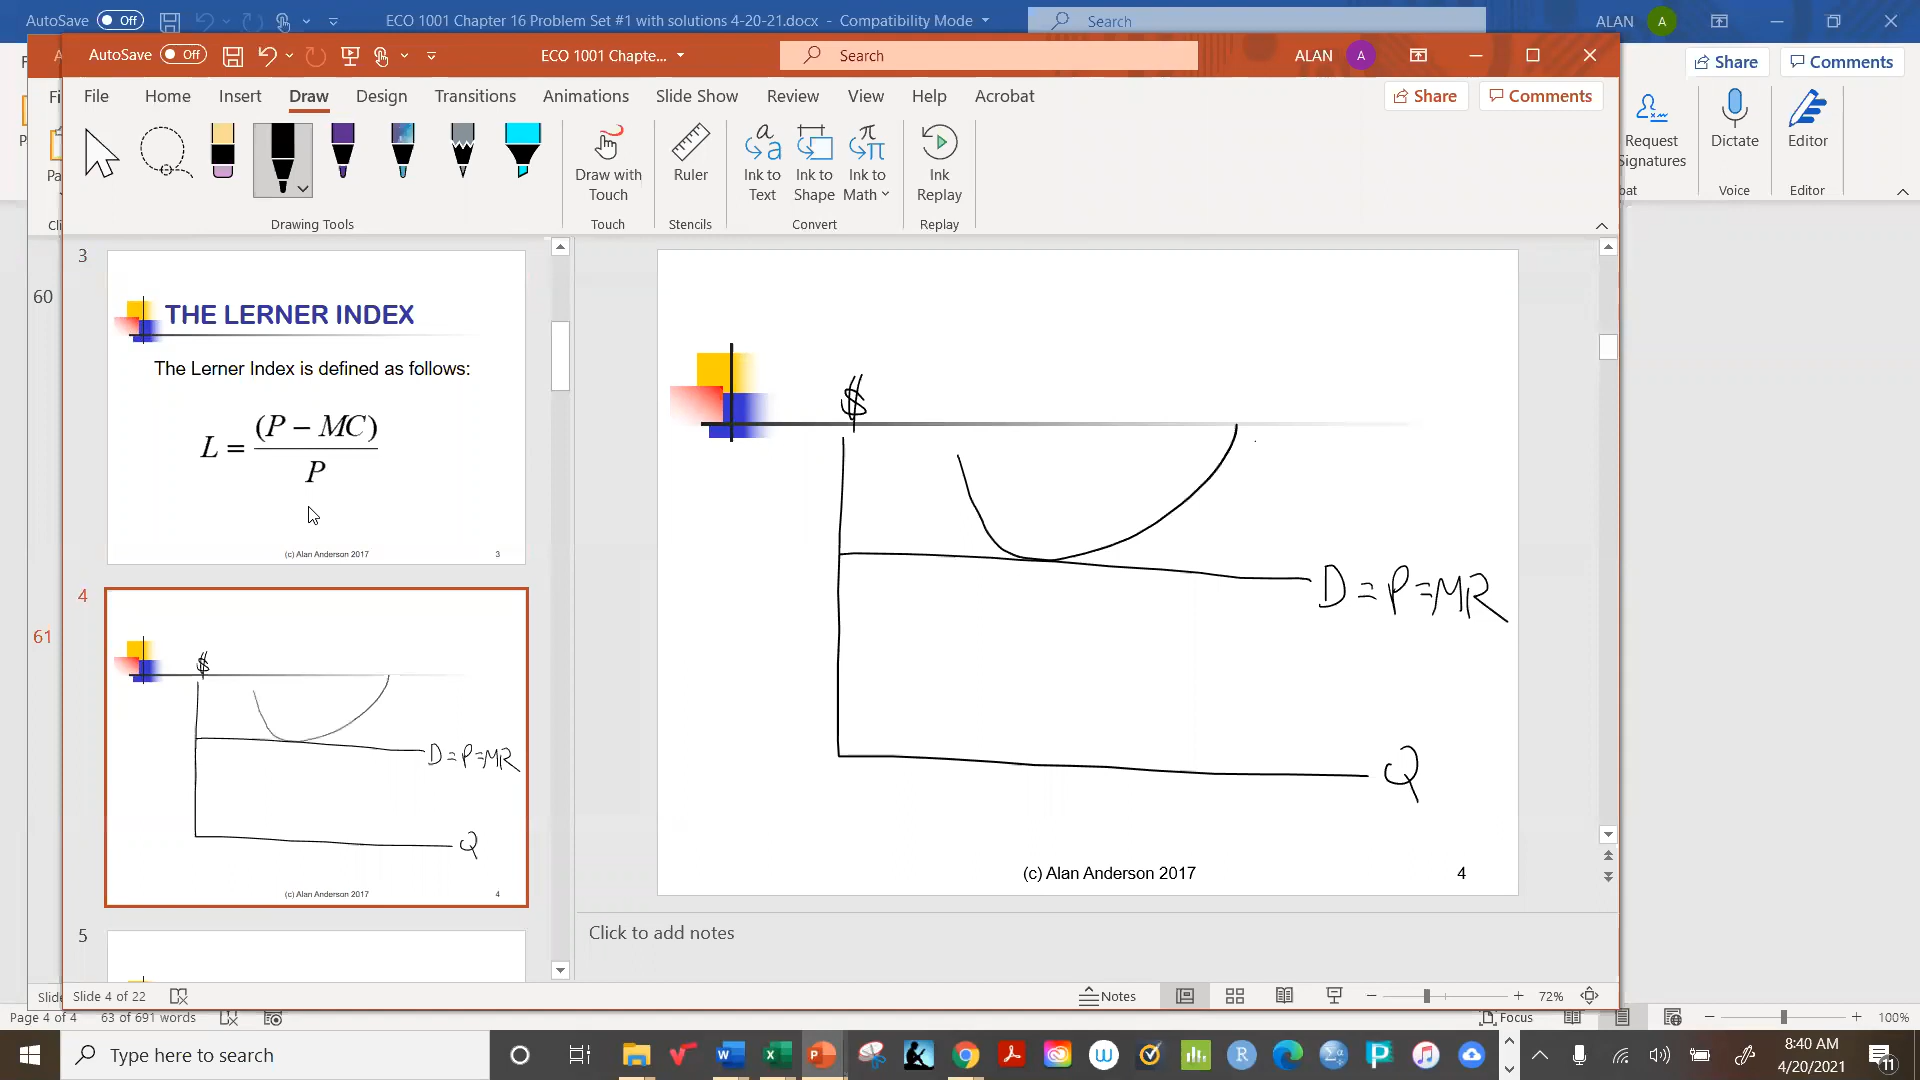 AutoSave Off ECO 1001 Chapter 16 Problem Set #1 with solutions 4-20-21.docx - Compatibility Mode Search ALAN A
AutoSave Off ECO 1001 Chapte... Search ALAN A
Share Comments
File Home Insert Draw Design Transitions Animations Slide Show Review View Help Acrobat Share Comments
Fi
Pa
Draw with Touch
Ruler
Ink to Text
Ink to Shape
Ink to Math
Ink Replay
Drawing Tools Touch Stencils Convert Replay
Request Signatures
Dictate
Editor
Voice Editor
60
61
3
THE LERNER INDEX
The Lerner Index is defined as follows:
L = (P − MC) / P
(c) Alan Anderson 2017 3
4
$
D = P = MR
Q
(c) Alan Anderson 2017 4
5
$
D = P = MR
Q
(c) Alan Anderson 2017 4
Click to add notes
Slide 4 of 22 Notes 72%
Page 4 of 4 63 of 691 words Focus 100%
Type here to search
8:40 AM
4/20/2021
11